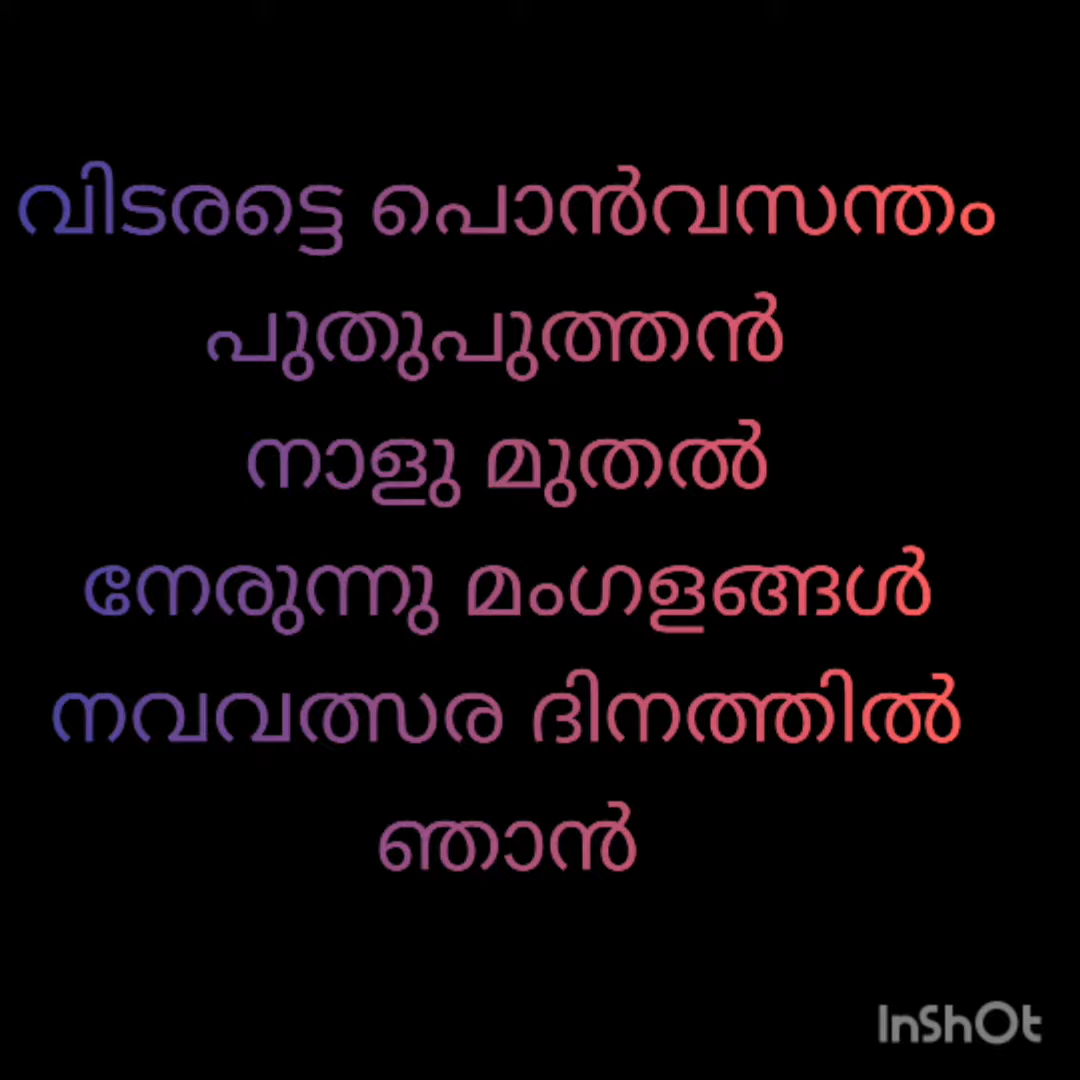 വിടരട്ടെ പൊൻവസന്തം
പുതുപുത്തൻ
നാളു മുതൽ
നേരുന്നു മംഗളങ്ങൾ
നവവത്സര ദിനത്തിൽ
ഞാൻ
InShOt